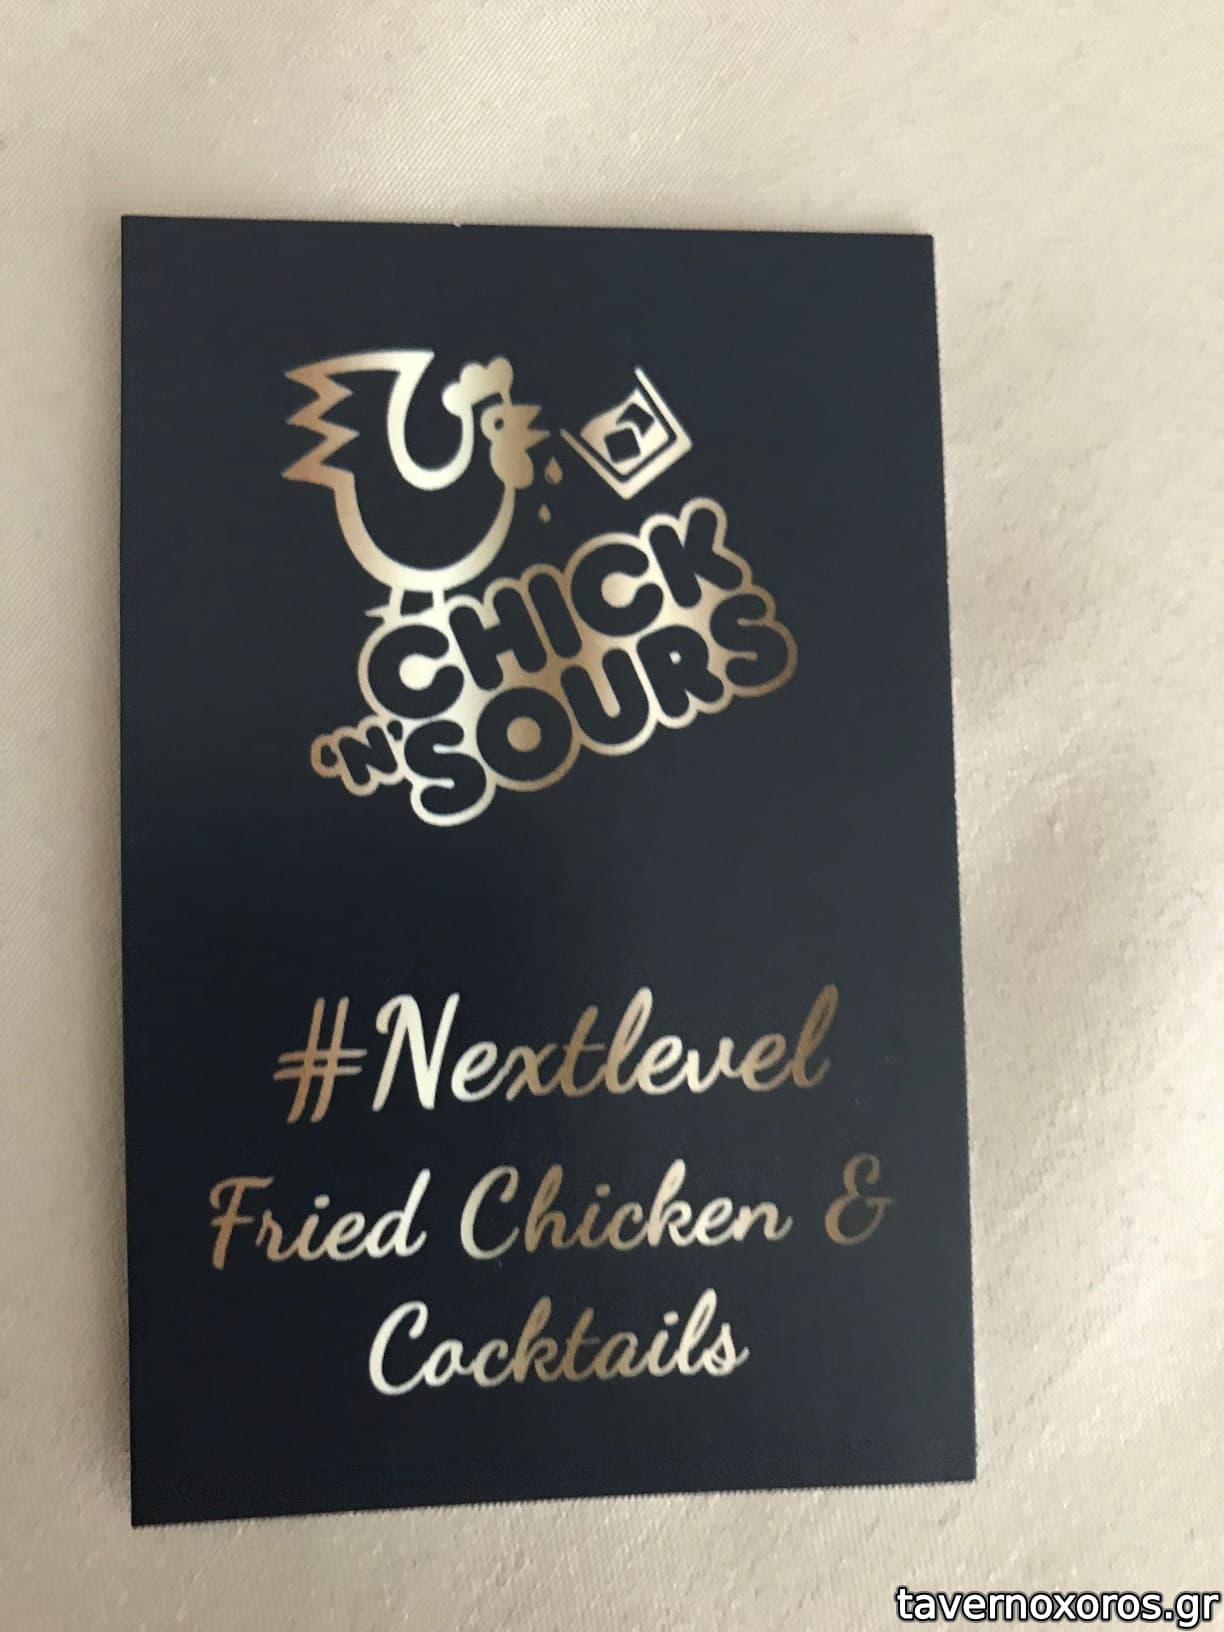 CHICK
'N' SOURS
#Nextlevel
Fried Chicken &
Cocktails
tavernoxoros.gr